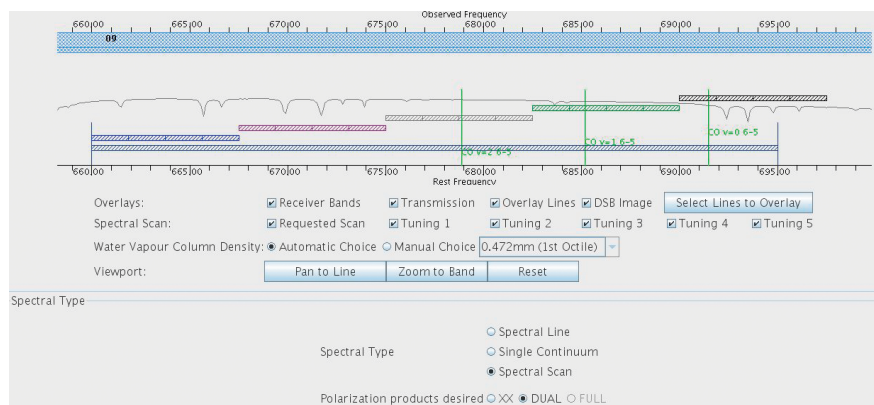 Observed Frequency
660.00 665.00 670.00 675.00 680.00 685.00 690.00 695.00
09
CO v=0 6-5
CO v=1 6-5
CO v=2 6-5
660.00 665.00 670.00 675.00 680.00 685.00 690.00 695.00
Rest Frequency
Overlays: Receiver Bands Transmission Overlay Lines DSB Image Select Lines to Overlay
Spectral Scan: Requested Scan Tuning 1 Tuning 2 Tuning 3 Tuning 4 Tuning 5
Water Vapour Column Density: Automatic Choice Manual Choice 0.472mm (1st Octile)
Viewport: Pan to Line Zoom to Band Reset
Spectral Type
Spectral Line
Spectral Type Single Continuum
Spectral Scan
Polarization products desired XX DUAL FULL